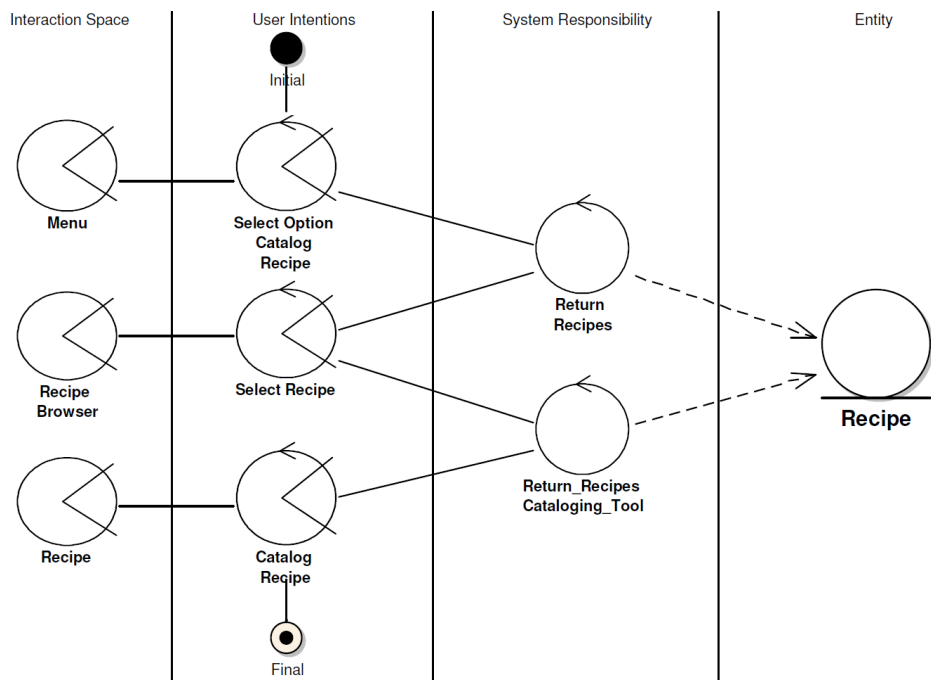 Interaction Space
User Intentions
System Responsibility
Entity
Initial
Menu
Select Option
Catalog
Recipe
Return
Recipes
Recipe
Browser
Select Recipe
Recipe
Return_Recipes
Cataloging_Tool
Recipe
Catalog
Recipe
Final